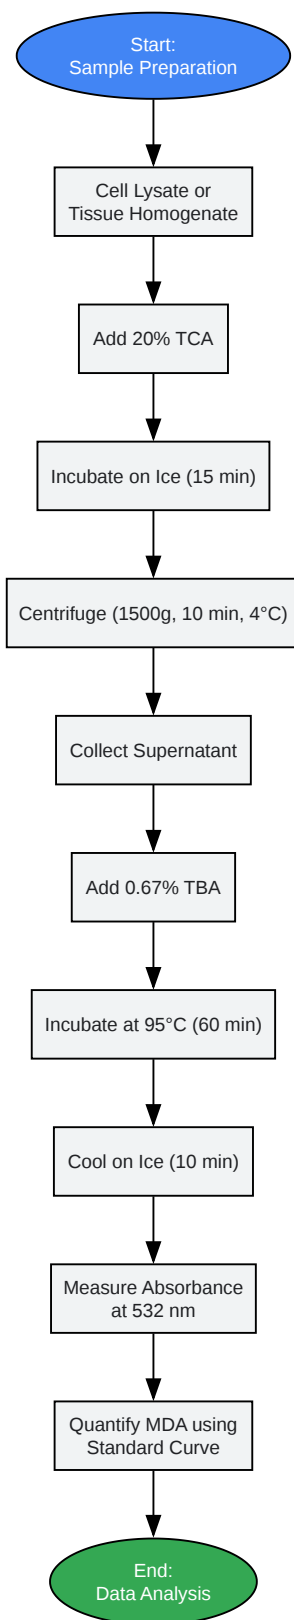 Start:
Sample Preparation
Cell Lysate or
Tissue Homogenate
Add 20% TCA
Incubate on Ice (15 min)
Centrifuge (1500g, 10 min, 4°C)
Collect Supernatant
Add 0.67% TBA
Incubate at 95°C (60 min)
Cool on Ice (10 min)
Measure Absorbance
at 532 nm
Quantify MDA using
Standard Curve
End:
Data Analysis